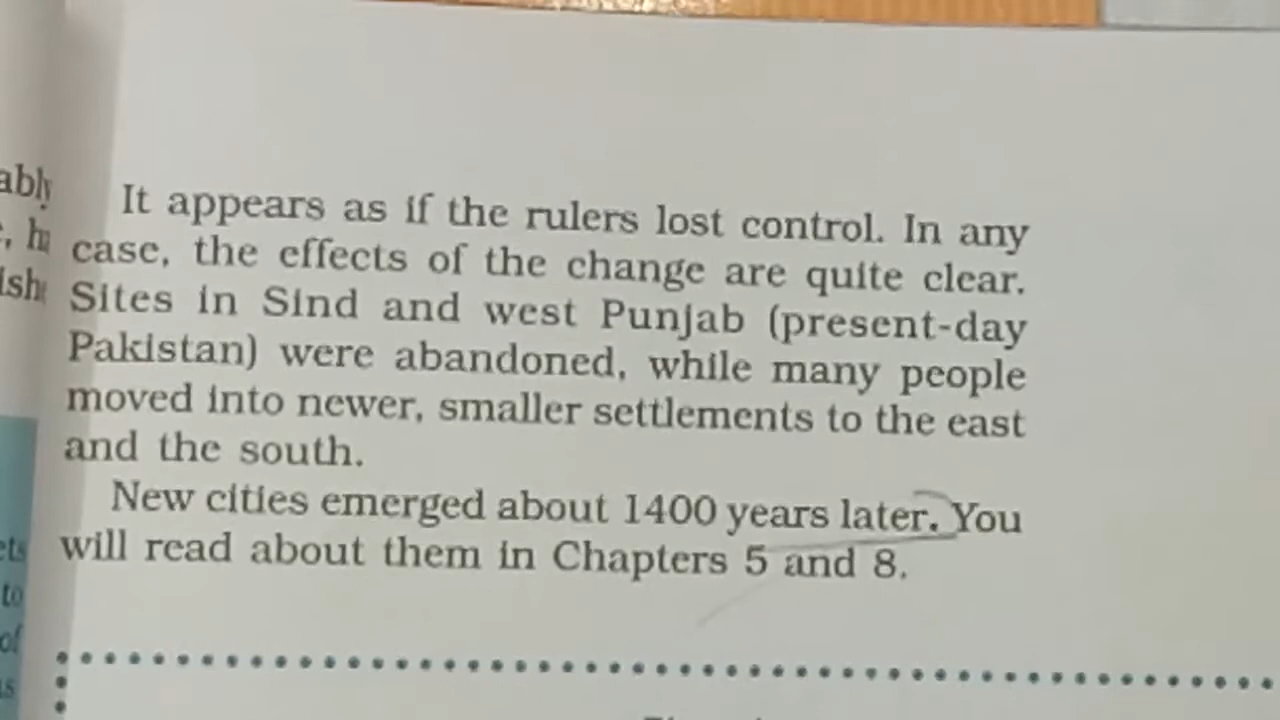 It appears as if the rulers lost control. In any
case, the effects of the change are quite clear.
Sites in Sind and west Punjab (present-day
Pakistan) were abandoned, while many people
moved into newer, smaller settlements to the east
and the south.
New cities emerged about 1400 years later. You
will read about them in Chapters 5 and 8.
to
of